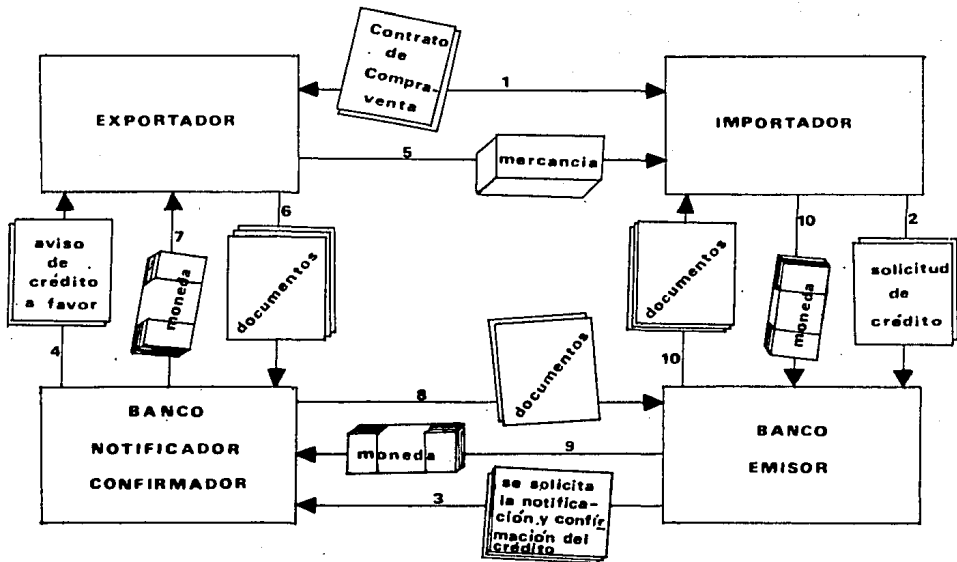 Contrato
de
Compra-
venta
1
EXPORTADOR
IMPORTADOR
5
mercancia
6
7
10
2
aviso
de
crédito
a favor
moneda
documentos
documentos
moneda
solicitud
de
crédito
4
10
8
documentos
BANCO
NOTIFICADOR
CONFIRMADOR
moneda
9
BANCO
EMISOR
3
se solicita
la notifica-
ción y confir
mación del
crédito